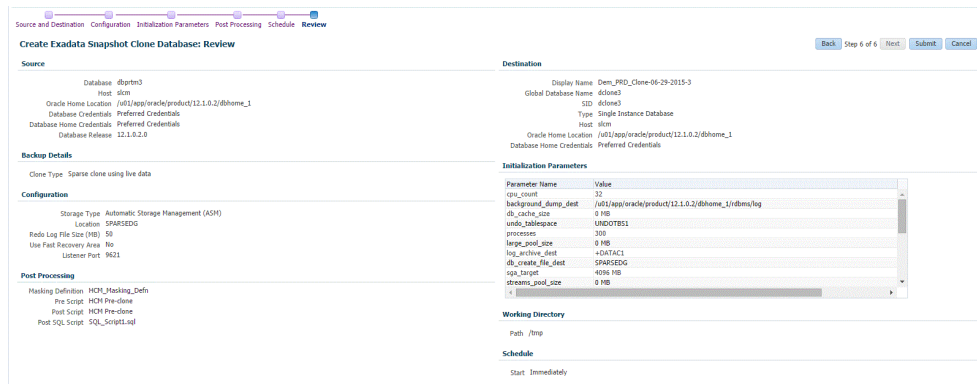 Source and Destination Configuration Initialization Parameters Post Processing Schedule Review
Create Exadata Snapshot Clone Database: Review
Back Step 6 of 6 Next Submit Cancel
Source
Database dbprtm3
Host slcm
Oracle Home Location /u01/app/oracle/product/12.1.0.2/dbhome_1
Database Credentials Preferred Credentials
Database Home Credentials Preferred Credentials
Database Release 12.1.0.2.0
Backup Details
Clone Type Sparse clone using live data
Configuration
Storage Type Automatic Storage Management (ASM)
Location SPARSEDG
Redo Log File Size (MB) 50
Use Fast Recovery Area No
Listener Port 9621
Post Processing
Masking Definition HCM_Masking_Defn
Pre Script HCM Pre-clone
Post Script HCM Pre-clone
Post SQL Script SQL_Script1.sql
Destination
Display Name Dem_PRD_Clone-06-29-2015-3
Global Database Name dclone3
SID dclone3
Type Single Instance Database
Host slcm
Oracle Home Location /u01/app/oracle/product/12.1.0.2/dbhome_1
Database Home Credentials Preferred Credentials
Initialization Parameters
Parameter Name Value
cpu_count 32
background_dump_dest /u01/app/oracle/product/12.1.0.2/dbhome_1/rdbms/log
db_cache_size 0 MB
undo_tablespace UNDOTBS1
processes 300
large_pool_size 0 MB
log_archive_dest +DATAC1
db_create_file_dest SPARSEDG
sga_target 4096 MB
streams_pool_size 0 MB
Working Directory
Path /tmp
Schedule
Start Immediately